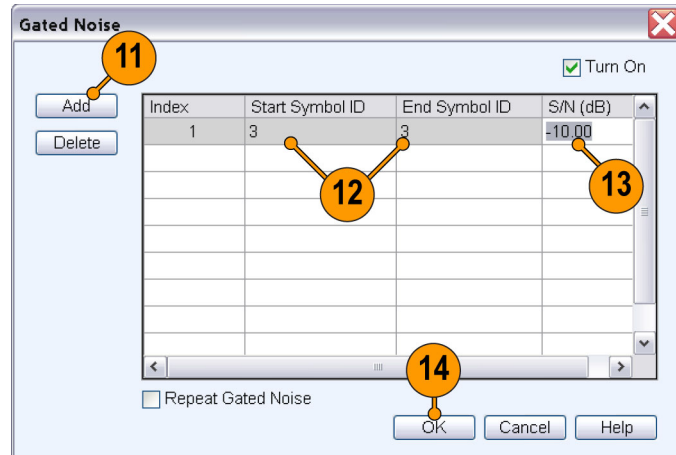 Gated Noise
11
Turn On
Add
Delete
Index Start Symbol ID End Symbol ID S/N (dB)
1 3 3 -10.00
12 13
14
Repeat Gated Noise
OK Cancel Help